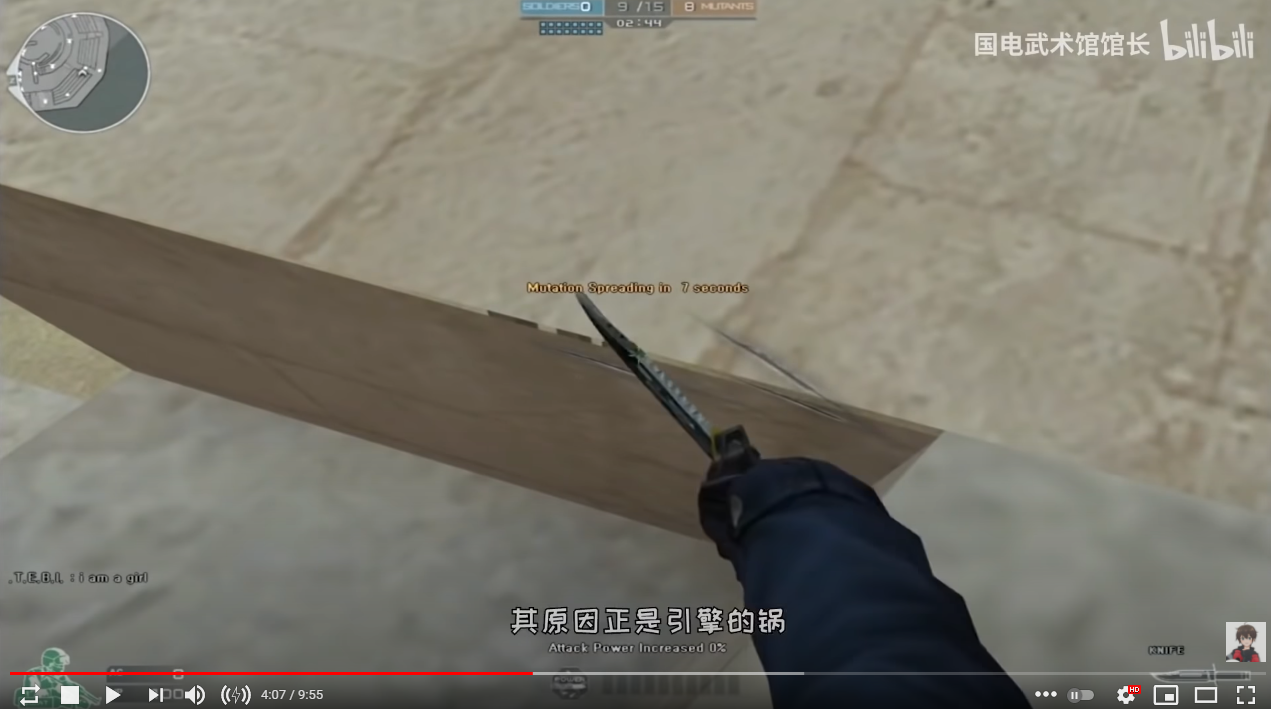 SOLDIERS 0 9 /15 8 MUTANTS
02:44
国电武术馆馆长 bilibili
Mutation Spreading in 7 seconds
.T.E.B.I. : i am a girl
其原因正是引擎的锅
Attack Power Increased 0%
KNIFE
4:07 / 9:55
HD